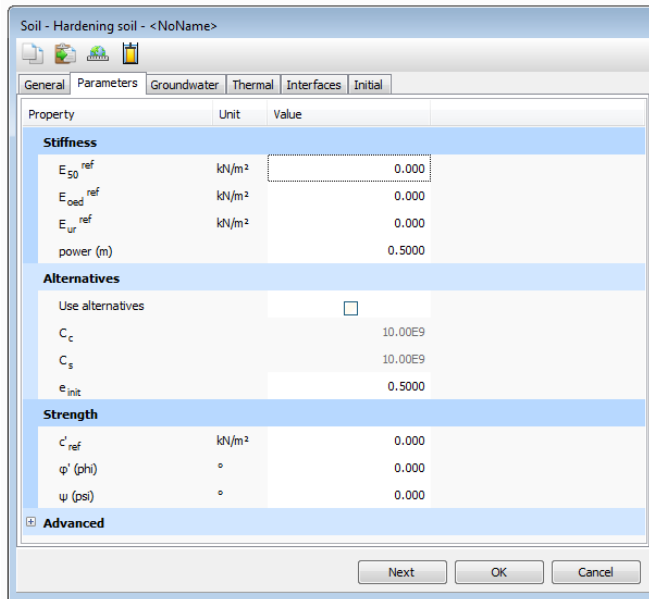 Soil - Hardening soil - <NoName>
General Parameters Groundwater Thermal Interfaces Initial
Property Unit Value
Stiffness
E50 ref kN/m² 0.000
Eoed ref kN/m² 0.000
Eur ref kN/m² 0.000
power (m) 0.5000
Alternatives
Use alternatives
Cc 10.00E9
Cs 10.00E9
einit 0.5000
Strength
c'ref kN/m² 0.000
φ' (phi) ° 0.000
ψ (psi) ° 0.000
Advanced
Next OK Cancel